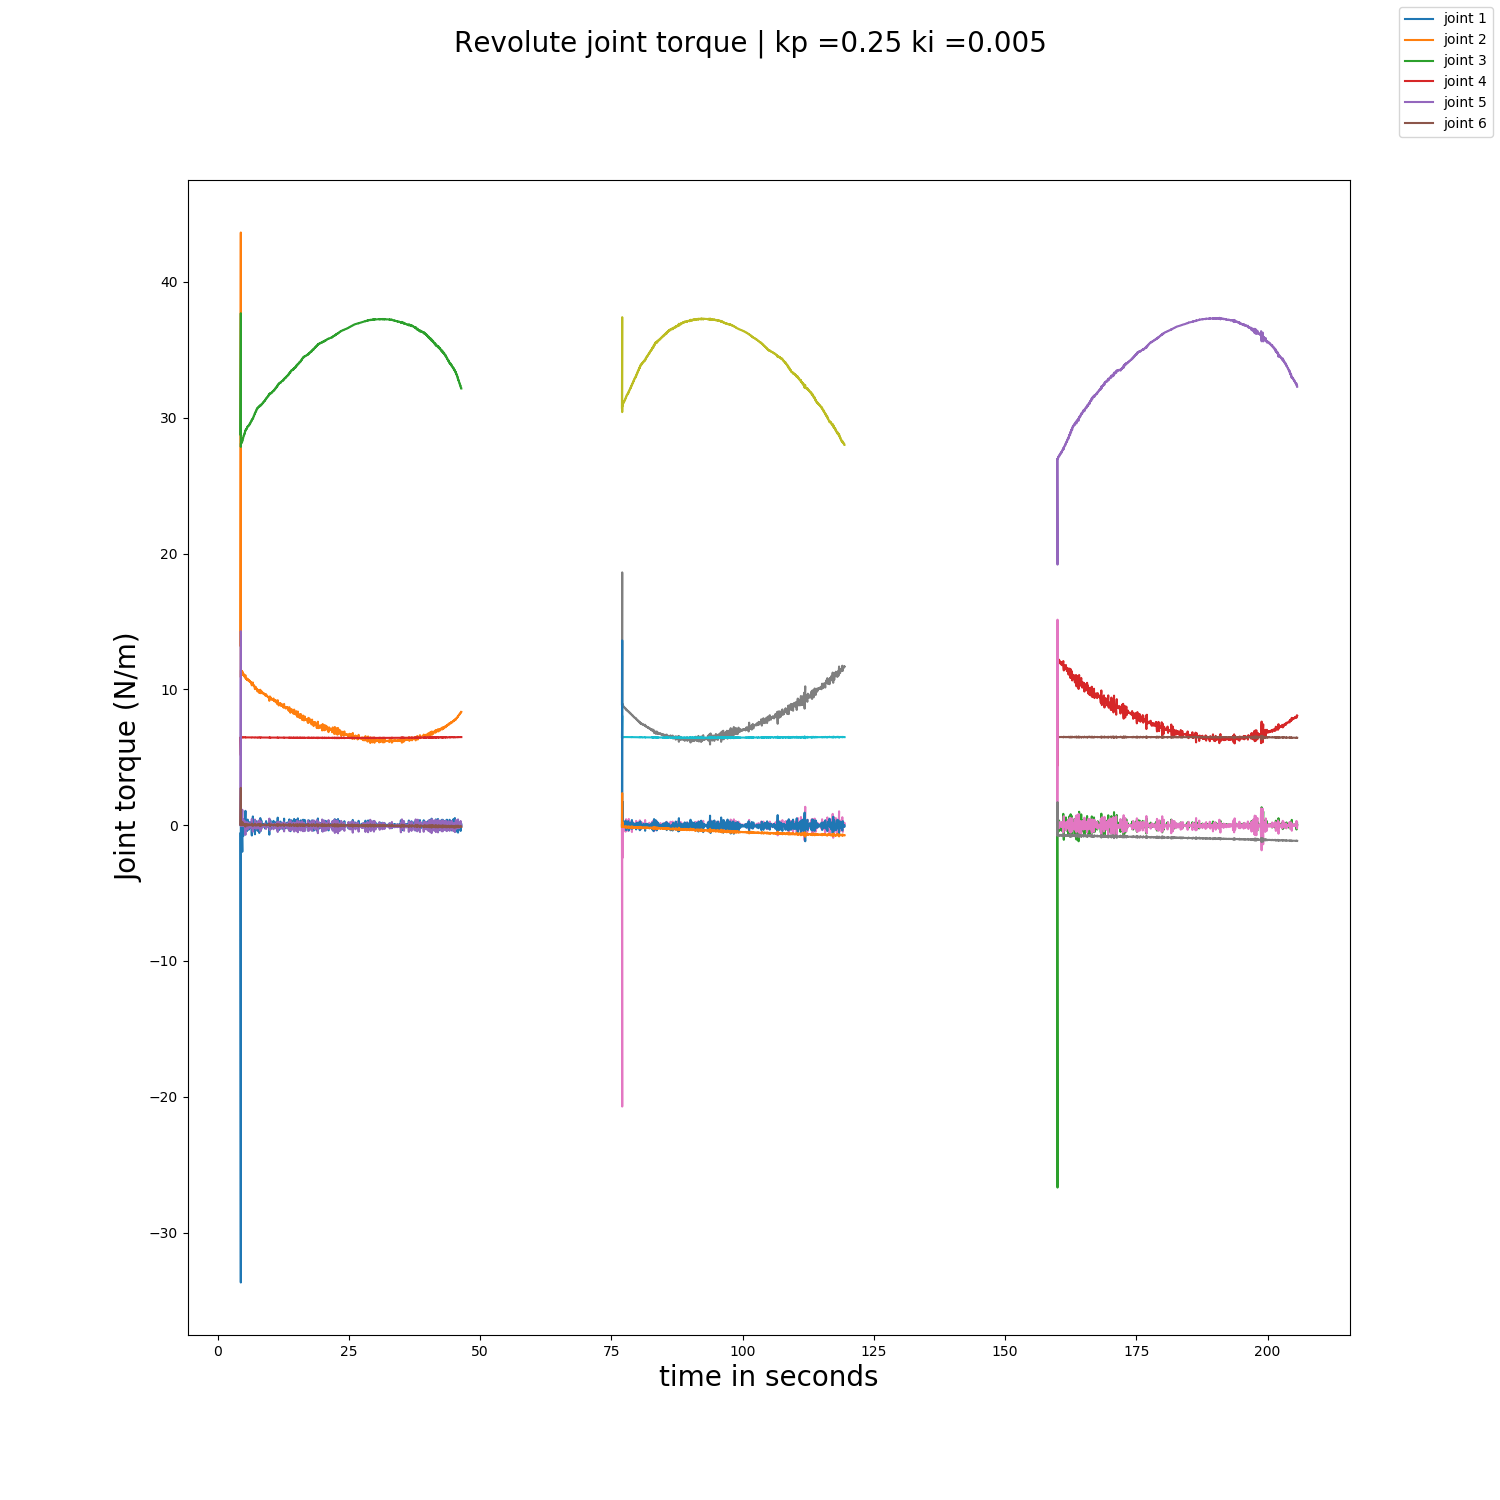 Revolute joint torque | kp =0.25 ki =0.005
joint 1
joint 2
joint 3
joint 4
joint 5
joint 6
Joint torque (N/m)
40
30
20
10
0
−10
−20
−30
0
25
50
75
100
125
150
175
200
time in seconds